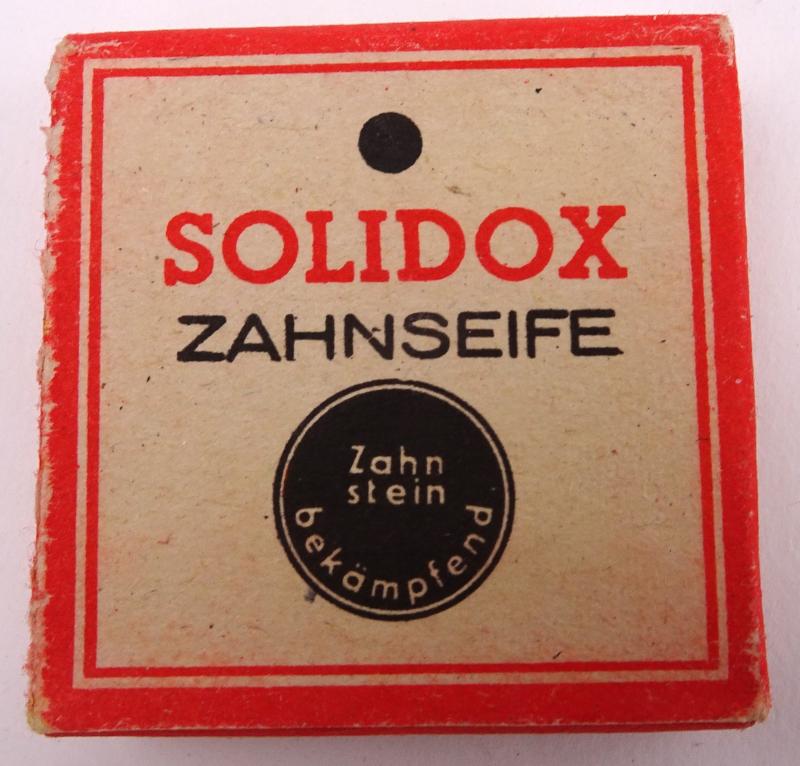 SOLIDOX
ZAHNSEIFE
Zahn
stein
bekämpfend